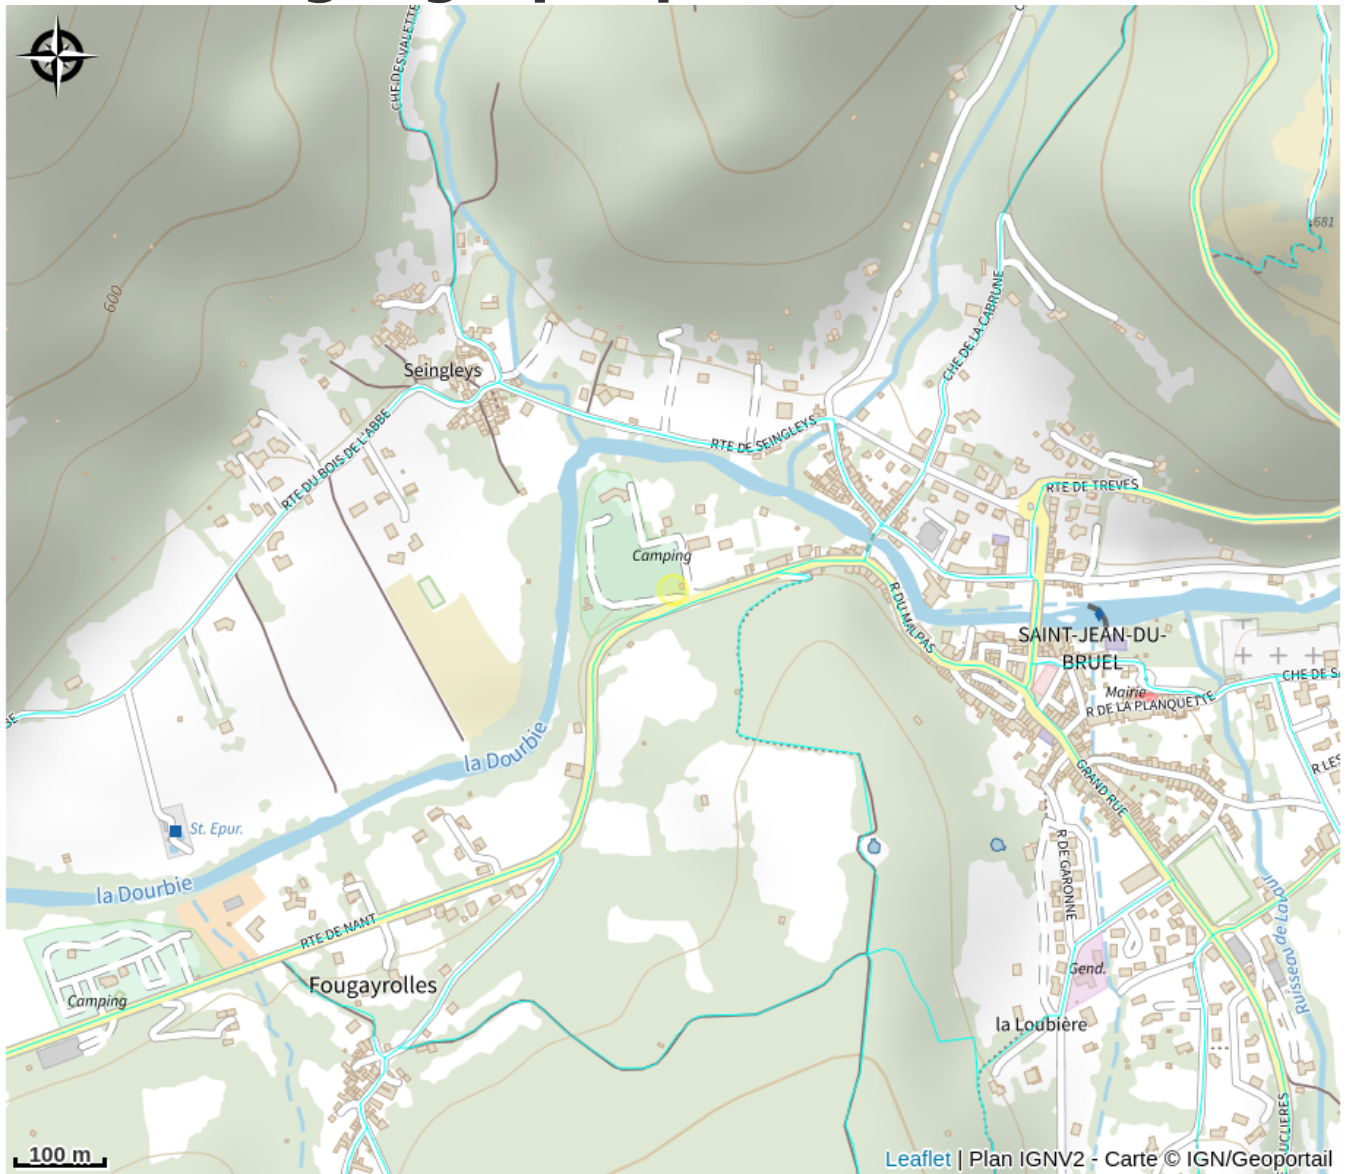 CHE DES VALETTE
681
600
CHE DE LA CABRUNE
Seingleys
RTE DU BOIS DE L'ABBE
RTE DE SEINGLEYS
RTE DE TREVES
Camping
R DU MALPAS
SAINT-JEAN-DU-
BRUEL
Mairie
CHE DE S
R DE LA PLANQUETTE
la Dourbie
R LES
GRAND RUE
St. Epur.
R DE GARONNE
la Dourbie
Ruisseau de Lavaur
RTE DE NANT
Fougayrolles
Gend.
Camping
la Loubière
100 m
Leaflet | Plan IGNV2 - Carte © IGN/Geoportail